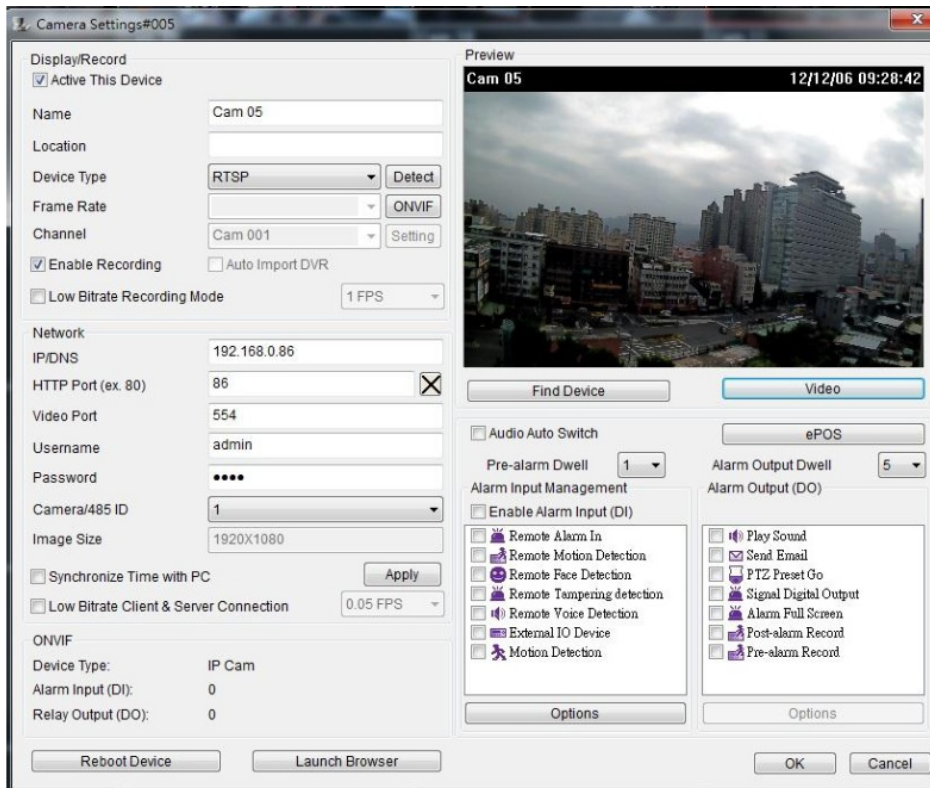 Camera Settings#005
Display/Record
Active This Device
Name Cam 05
Location
Device Type RTSP Detect
Frame Rate ONVIF
Channel Cam 001 Setting
Enable Recording Auto Import DVR
Low Bitrate Recording Mode 1 FPS
Network
IP/DNS 192.168.0.86
HTTP Port (ex. 80) 86
Video Port 554
Username admin
Password ●●●●
Camera/485 ID 1
Image Size 1920X1080
Synchronize Time with PC Apply
Low Bitrate Client & Server Connection 0.05 FPS
ONVIF
Device Type: IP Cam
Alarm Input (DI): 0
Relay Output (DO): 0
Reboot Device Launch Browser
Preview
Cam 05 12/12/06 09:28:42
Find Device Video
Audio Auto Switch ePOS
Pre-alarm Dwell 1 Alarm Output Dwell 5
Alarm Input Management
Enable Alarm Input (DI)
Remote Alarm In
Remote Motion Detection
Remote Face Detection
Remote Tampering detection
Remote Voice Detection
External IO Device
Motion Detection
Options
Alarm Output (DO)
Play Sound
Send Email
PTZ Preset Go
Signal Digital Output
Alarm Full Screen
Post-alarm Record
Pre-alarm Record
Options
OK Cancel